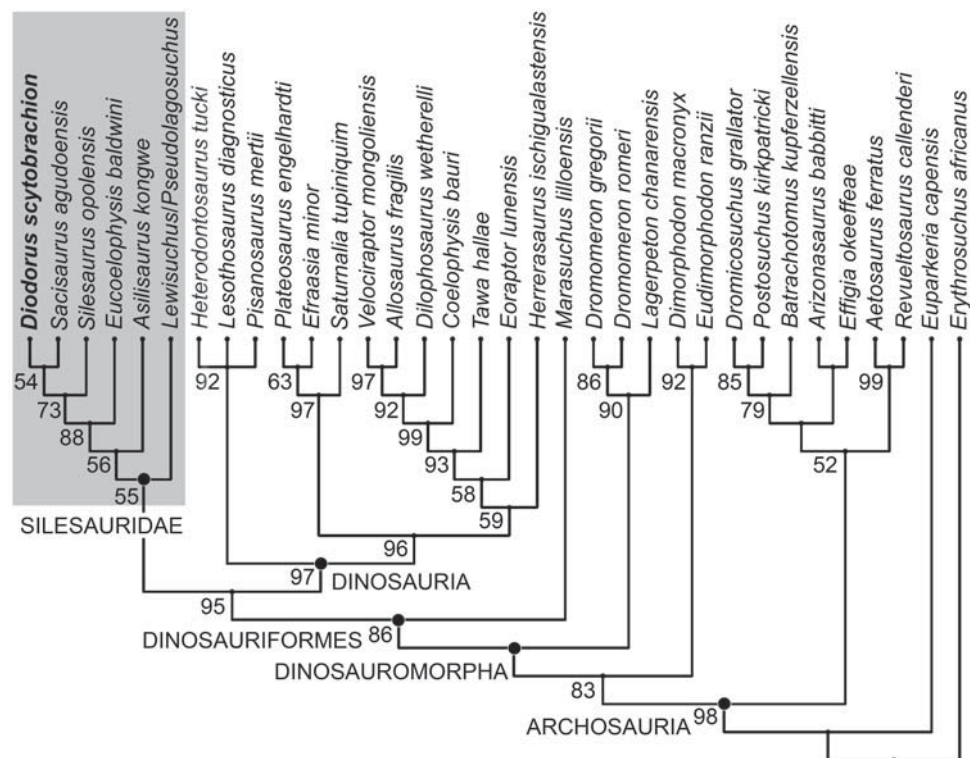 Diodorus scytobrachion
Sacisaurus agudoensis
Silesaurus opolensis
Eucoelophysis baldwini
Asilisaurus kongwe
Lewisuchus/Pseudolagosuchus
Heterodontosaurus tucki
Lesothosaurus diagnosticus
Pisanosaurus mertii
Plateosaurus engelhardti
Efraasia minor
Saturnalia tupiniquim
Velociraptor mongoliensis
Allosaurus fragilis
Dilophosaurus wetherelli
Coelophysis bauri
Tawa hallae
Eoraptor lunensis
Herrerasaurus ischigualastensis
Marasuchus lilloensis
Dromomeron gregorii
Dromomeron romeri
Lagerpeton chanarensis
Dimorphodon macronyx
Eudimorphodon ranzii
Dromicosuchus grallator
Postosuchus kirkpatricki
Batrachotomus kupferzellensis
Arizonasaurus babbitti
Effigia okeeffeae
Aetosaurus ferratus
Revueltosaurus callenderi
Euparkeria capensis
Erythrosuchus africanus
54 92 63 97 86 92 85 99
73 97 92 90 79
88 99
56 93 52
55 58
SILESAURIDAE 59
96
97 DINOSAURIA
95
DINOSAURIFORMES 86
DINOSAUROMORPHA
83
ARCHOSAURIA 98